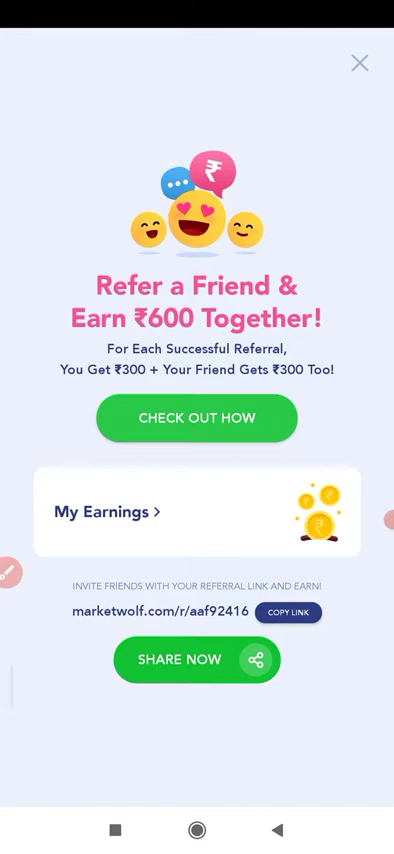 ₹
Refer a Friend &
Earn ₹600 Together!
For Each Successful Referral,
You Get ₹300 + Your Friend Gets ₹300 Too!
CHECK OUT HOW
My Earnings >
INVITE FRIENDS WITH YOUR REFERRAL LINK AND EARN!
marketwolf.com/r/aaf92416 COPY LINK
SHARE NOW